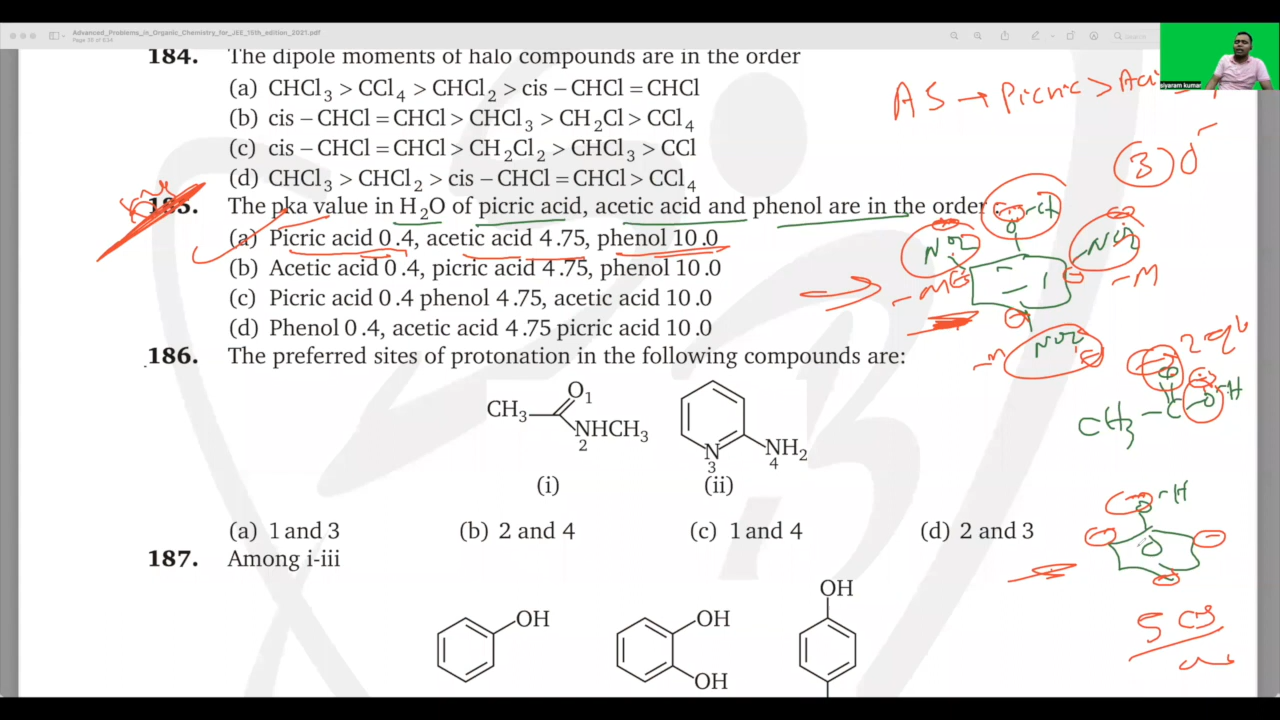 Advanced_Problems_in_Organic_Chemistry_for_JEE_15th_edition_2021.pdf
184. The dipole moments of halo compounds are in the order
(a) CHCl3 > CCl4 > CHCl2 > cis − CHCl = CHCl
(b) cis − CHCl = CHCl > CHCl3 > CH2Cl > CCl4
(c) cis − CHCl = CHCl > CH2Cl2 > CHCl3 > CCl
(d) CHCl3 > CHCl2 > cis − CHCl = CHCl > CCl4
The pka value in H2O of picric acid, acetic acid and phenol are in the order
(a) Picric acid 0.4, acetic acid 4.75, phenol 10.0
(b) Acetic acid 0.4, picric acid 4.75, phenol 10.0
(c) Picric acid 0.4 phenol 4.75, acetic acid 10.0
(d) Phenol 0.4, acetic acid 4.75 picric acid 10.0
186. The preferred sites of protonation in the following compounds are:
CH3 O1
NHCH3
2
N
3
NH2
4
(i) (ii)
(a) 1 and 3 (b) 2 and 4 (c) 1 and 4 (d) 2 and 3
187. Among i-iii
OH
OH
OH
OH
AS → Picric >
3 O−
O-H
NO2
NO2
-M
-M
NO2
-M
CH3 - C O-H
O
O-H
5 CS